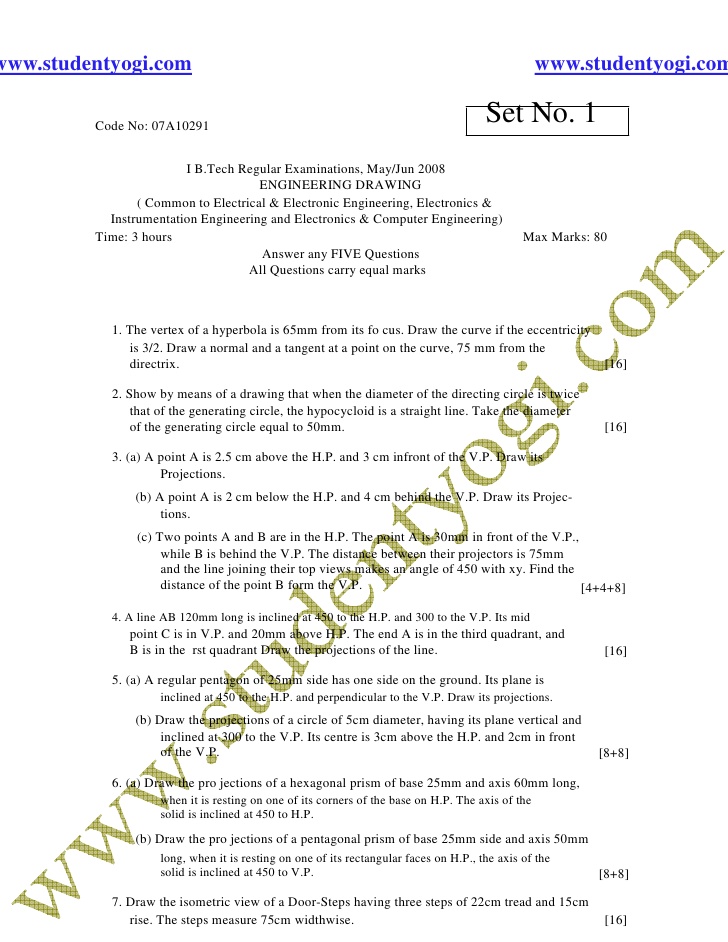 www.studentyogi.com www.studentyogi.com
Set No. 1
Code No: 07A10291
I B.Tech Regular Examinations, May/Jun 2008
ENGINEERING DRAWING
( Common to Electrical & Electronic Engineering, Electronics &
Instrumentation Engineering and Electronics & Computer Engineering)
Time: 3 hours Max Marks: 80
Answer any FIVE Questions
All Questions carry equal marks
1. The vertex of a hyperbola is 65mm from its fo cus. Draw the curve if the eccentricity
is 3/2. Draw a normal and a tangent at a point on the curve, 75 mm from the
directrix. [16]
2. Show by means of a drawing that when the diameter of the directing circle is twice
that of the generating circle, the hypocycloid is a straight line. Take the diameter
of the generating circle equal to 50mm. [16]
3. (a) A point A is 2.5 cm above the H.P. and 3 cm infront of the V.P. Draw its
Projections.
(b) A point A is 2 cm below the H.P. and 4 cm behind the V.P. Draw its Projec-
tions.
(c) Two points A and B are in the H.P. The point A is 30mm in front of the V.P.,
while B is behind the V.P. The distance between their projectors is 75mm
and the line joining their top views makes an angle of 450 with xy. Find the
distance of the point B form the V.P. [4+4+8]
4. A line AB 120mm long is inclined at 450 to the H.P. and 300 to the V.P. Its mid
point C is in V.P. and 20mm above H.P. The end A is in the third quadrant, and
B is in the rst quadrant Draw the projections of the line. [16]
5. (a) A regular pentagon of 25mm side has one side on the ground. Its plane is
inclined at 450 to the H.P. and perpendicular to the V.P. Draw its projections.
(b) Draw the projections of a circle of 5cm diameter, having its plane vertical and
inclined at 300 to the V.P. Its centre is 3cm above the H.P. and 2cm in front
of the V.P. [8+8]
6. (a) Draw the pro jections of a hexagonal prism of base 25mm and axis 60mm long,
when it is resting on one of its corners of the base on H.P. The axis of the
solid is inclined at 450 to H.P.
(b) Draw the pro jections of a pentagonal prism of base 25mm side and axis 50mm
long, when it is resting on one of its rectangular faces on H.P., the axis of the
solid is inclined at 450 to V.P. [8+8]
7. Draw the isometric view of a Door-Steps having three steps of 22cm tread and 15cm
rise. The steps measure 75cm widthwise. [16]
www.studentyogi.com